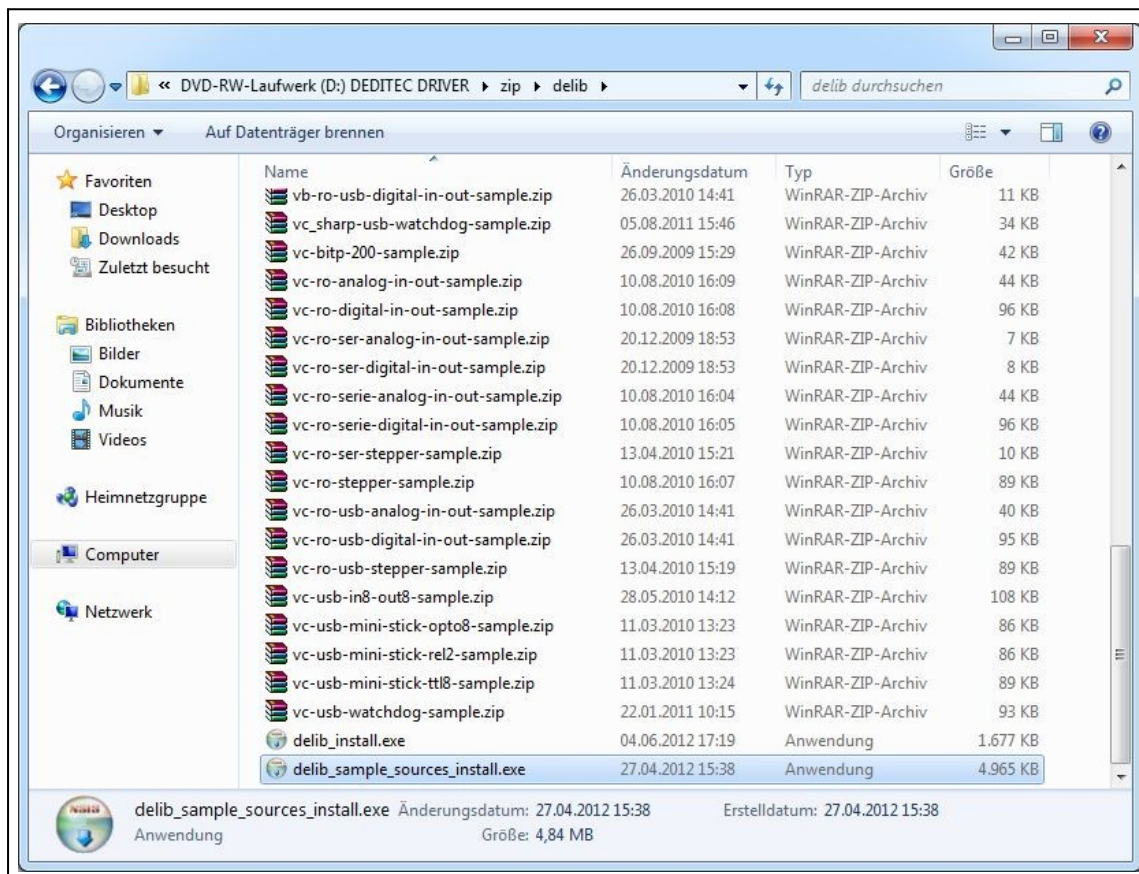 « DVD-RW-Laufwerk (D:) DEDITEC DRIVER ▸ zip ▸ delib ▸ delib durchsuchen
Organisieren Auf Datenträger brennen
Favoriten
Desktop
Downloads
Zuletzt besucht
Bibliotheken
Bilder
Dokumente
Musik
Videos
Heimnetzgruppe
Computer
Netzwerk
Name Änderungsdatum Typ Größe
vb-ro-usb-digital-in-out-sample.zip 26.03.2010 14:41 WinRAR-ZIP-Archiv 11 KB
vc_sharp-usb-watchdog-sample.zip 05.08.2011 15:46 WinRAR-ZIP-Archiv 34 KB
vc-bitp-200-sample.zip 26.09.2009 15:29 WinRAR-ZIP-Archiv 42 KB
vc-ro-analog-in-out-sample.zip 10.08.2010 16:09 WinRAR-ZIP-Archiv 44 KB
vc-ro-digital-in-out-sample.zip 10.08.2010 16:08 WinRAR-ZIP-Archiv 96 KB
vc-ro-ser-analog-in-out-sample.zip 20.12.2009 18:53 WinRAR-ZIP-Archiv 7 KB
vc-ro-ser-digital-in-out-sample.zip 20.12.2009 18:53 WinRAR-ZIP-Archiv 8 KB
vc-ro-serie-analog-in-out-sample.zip 10.08.2010 16:04 WinRAR-ZIP-Archiv 44 KB
vc-ro-serie-digital-in-out-sample.zip 10.08.2010 16:05 WinRAR-ZIP-Archiv 96 KB
vc-ro-ser-stepper-sample.zip 13.04.2010 15:21 WinRAR-ZIP-Archiv 10 KB
vc-ro-stepper-sample.zip 10.08.2010 16:07 WinRAR-ZIP-Archiv 89 KB
vc-ro-usb-analog-in-out-sample.zip 26.03.2010 14:41 WinRAR-ZIP-Archiv 40 KB
vc-ro-usb-digital-in-out-sample.zip 26.03.2010 14:41 WinRAR-ZIP-Archiv 95 KB
vc-ro-usb-stepper-sample.zip 13.04.2010 15:19 WinRAR-ZIP-Archiv 89 KB
vc-usb-in8-out8-sample.zip 28.05.2010 14:12 WinRAR-ZIP-Archiv 108 KB
vc-usb-mini-stick-opto8-sample.zip 11.03.2010 13:23 WinRAR-ZIP-Archiv 86 KB
vc-usb-mini-stick-rel2-sample.zip 11.03.2010 13:23 WinRAR-ZIP-Archiv 86 KB
vc-usb-mini-stick-ttl8-sample.zip 11.03.2010 13:24 WinRAR-ZIP-Archiv 89 KB
vc-usb-watchdog-sample.zip 22.01.2011 10:15 WinRAR-ZIP-Archiv 93 KB
delib_install.exe 04.06.2012 17:19 Anwendung 1.677 KB
delib_sample_sources_install.exe 27.04.2012 15:38 Anwendung 4.965 KB
delib_sample_sources_install.exe Änderungsdatum: 27.04.2012 15:38 Erstelldatum: 27.04.2012 15:38
Anwendung Größe: 4,84 MB